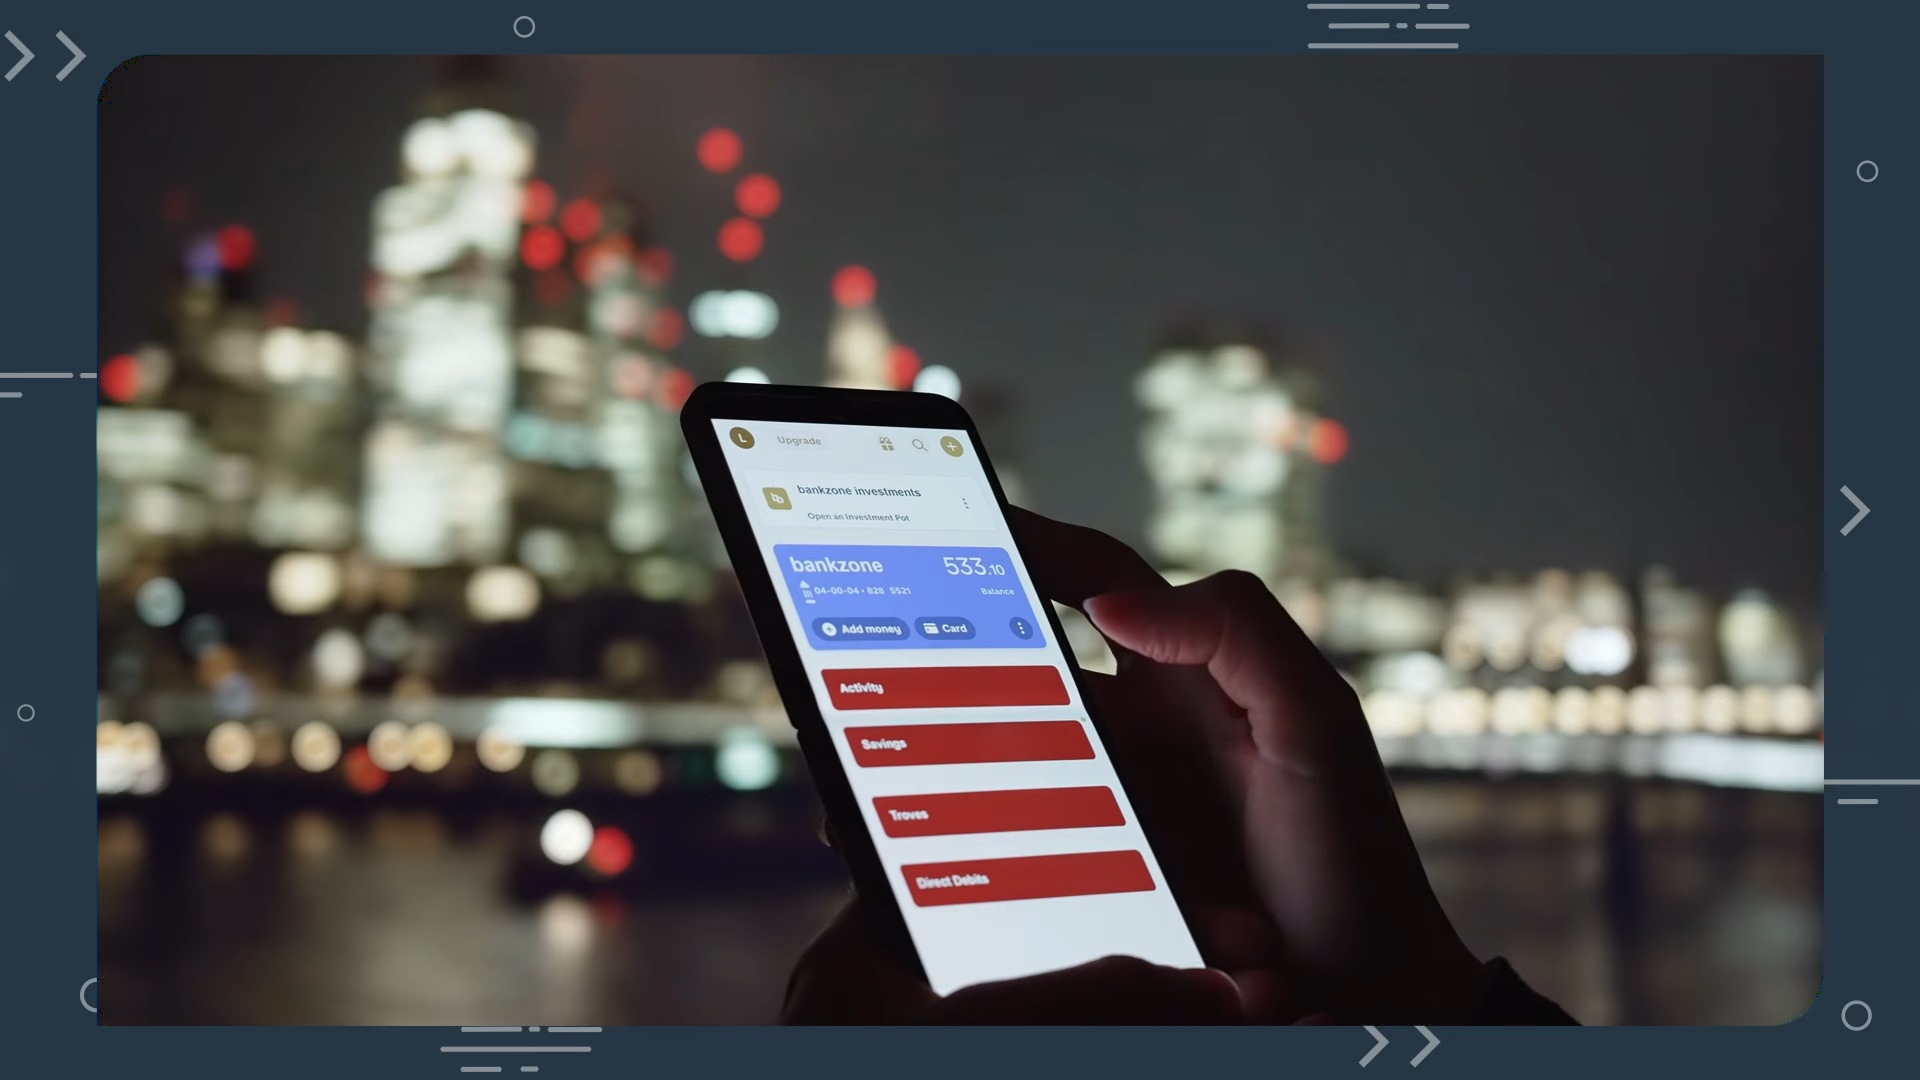 L
Upgrade
bankzone investments
Open an Investment Pot
bankzone 533.10
04-00-04 • 828 5521 Balance
Add money Card
Activity
Savings
Troves
Direct Debits